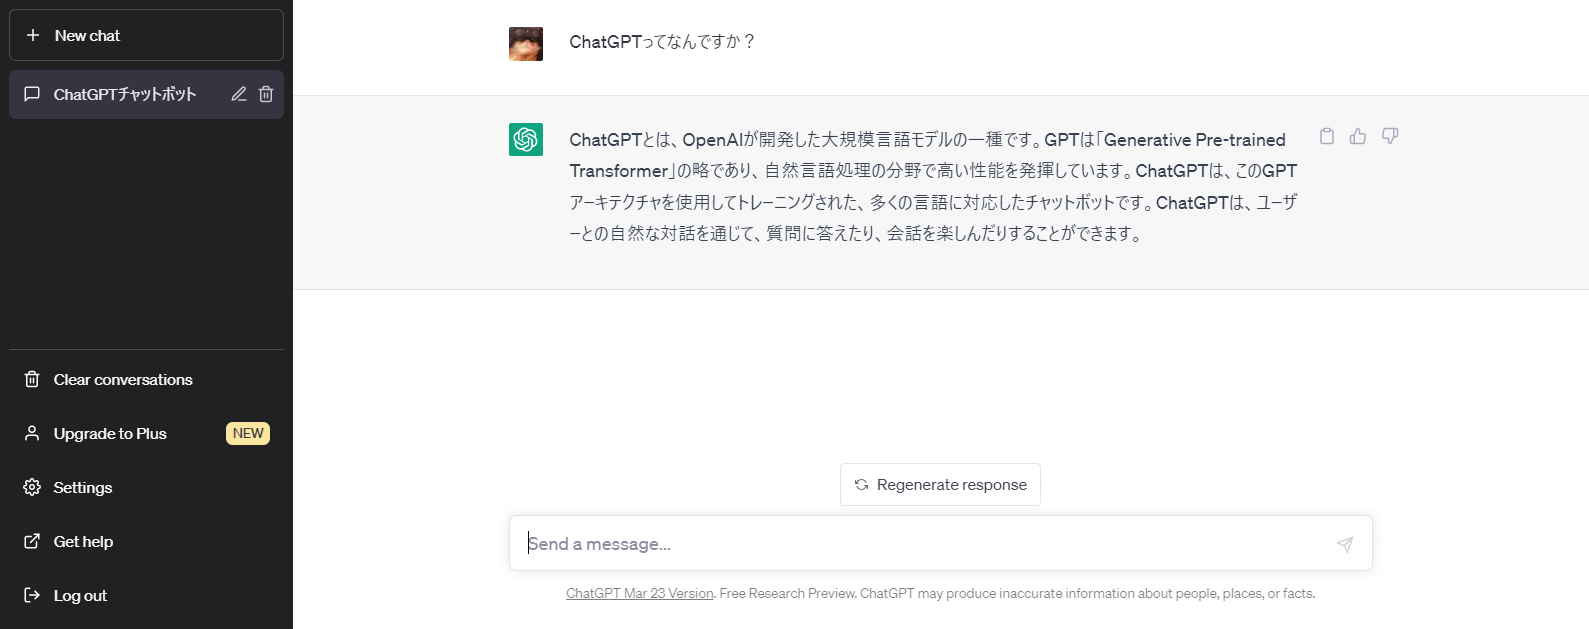 New chat
ChatGPTチャットボット
Clear conversations
Upgrade to Plus
NEW
Settings
Get help
Log out
ChatGPTってなんですか？
ChatGPTとは、OpenAIが開発した大規模言語モデルの一種です。GPTは「Generative Pre-trained
Transformer」の略であり、自然言語処理の分野で高い性能を発揮しています。ChatGPTは、このGPT
アーキテクチャを使用してトレーニングされた、多くの言語に対応したチャットボットです。ChatGPTは、ユーザ
ーとの自然な対話を通じて、質問に答えたり、会話を楽しんだりすることができます。
Regenerate response
Send a message...
ChatGPT Mar 23 Version. Free Research Preview. ChatGPT may produce inaccurate information about people, places, or facts.